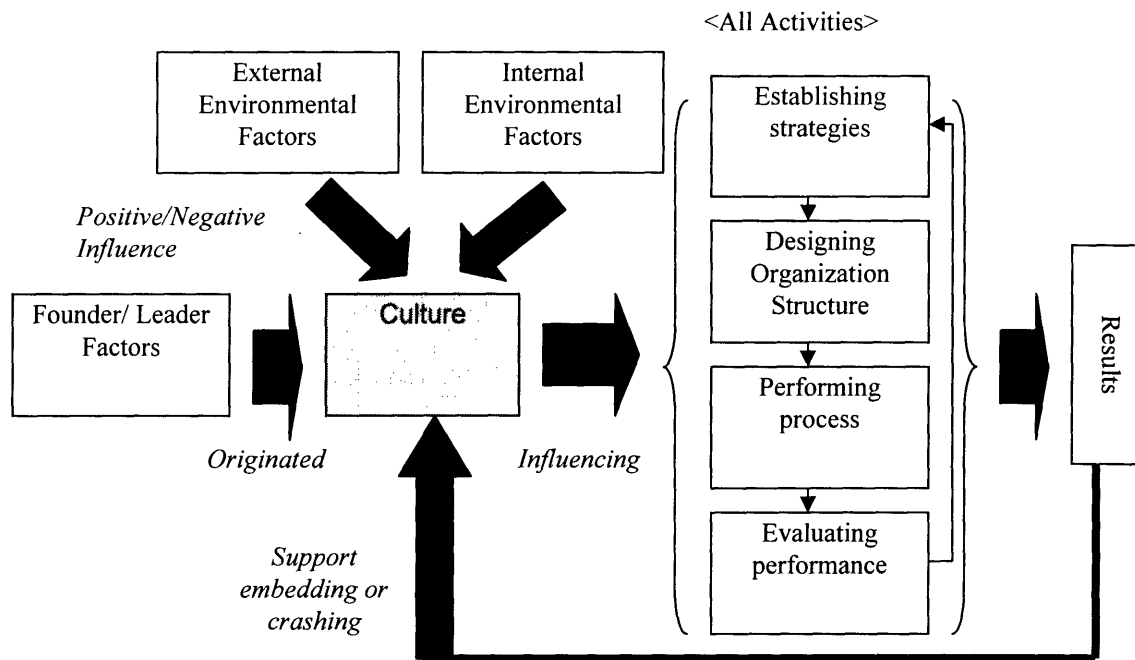 <All Activities>
External
Environmental
Factors
Internal
Environmental
Factors
Establishing
strategies
Positive/Negative
Influence
Designing
Organization
Structure
Founder/ Leader
Factors
Culture
Results
Performing
process
Originated
Influencing
Evaluating
performance
Support
embedding or
crashing